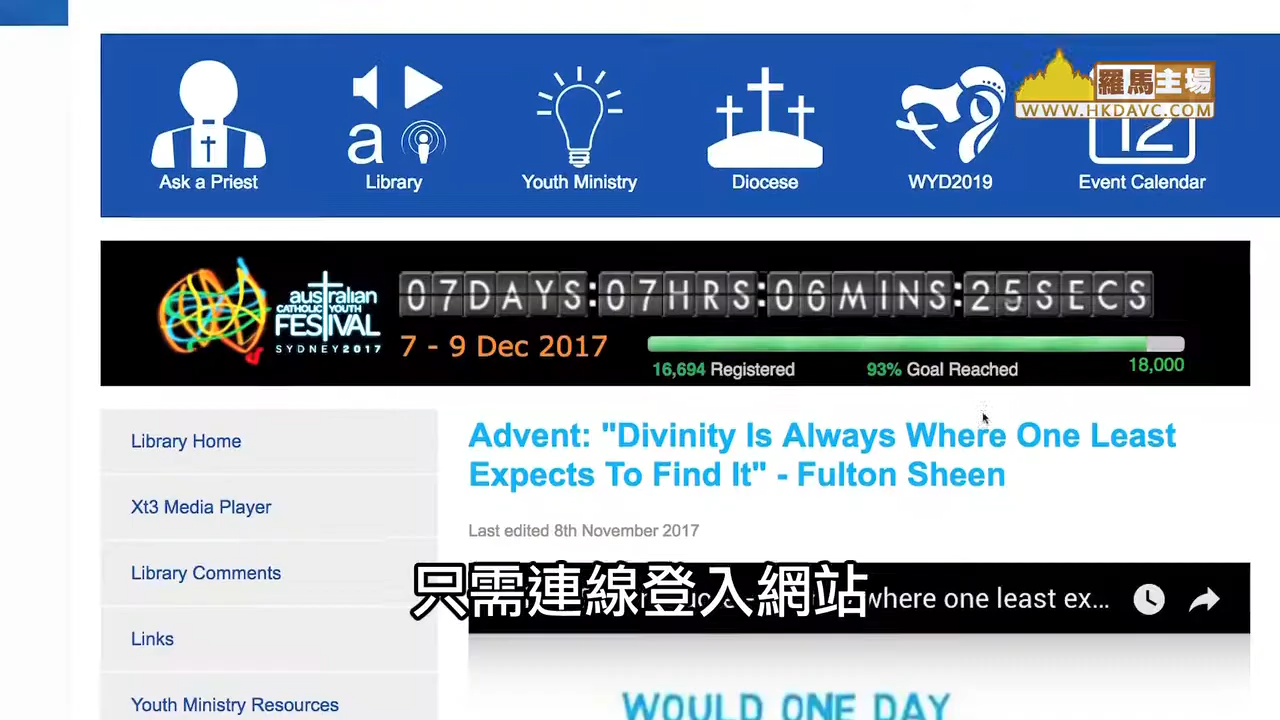 羅馬主場
WWW.HKDAVC.COM
a
12
Ask a Priest
Library
Youth Ministry
Diocese
WYD2019
Event Calendar
australian
CATHOLIC YOUTH
FESTIVAL
SYDNEY2017
07DAYS:07HRS:06MINS:25SECS
7 - 9 Dec 2017
16,694 Registered
93% Goal Reached
18,000
Library Home
Xt3 Media Player
Library Comments
Links
Youth Ministry Resources
Advent: "Divinity Is Always Where One Least
Expects To Find It" - Fulton Sheen
Last edited 8th November 2017
where one least ex...
只需連線登入網站
WOULD ONE DAY